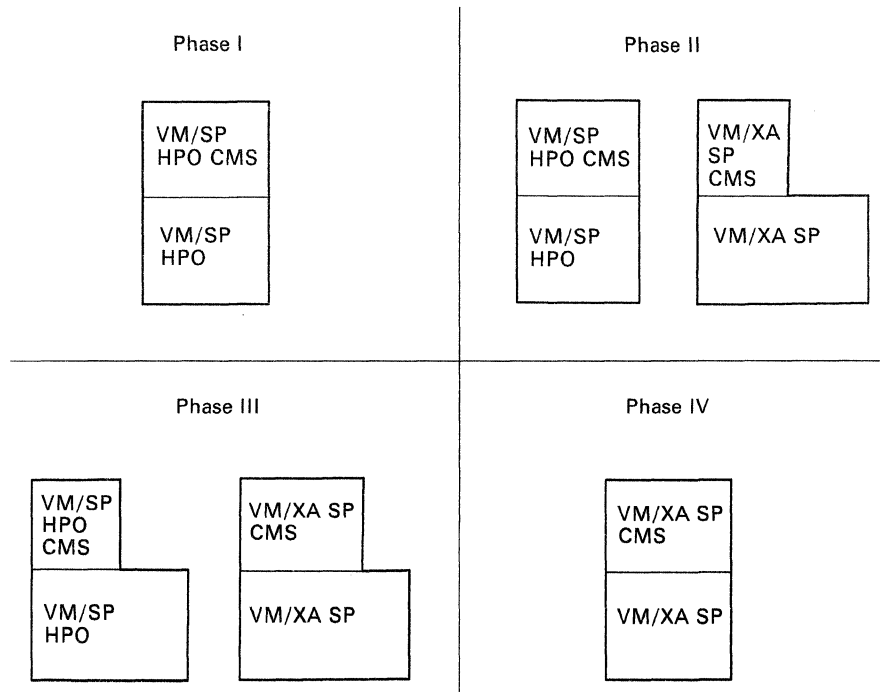 Phase I
VM/SP
HPO CMS
VM/SP
HPO
Phase II
VM/SP
HPO CMS
VM/SP
HPO
VM/XA
SP
CMS
VM/XA SP
Phase III
VM/SP
HPO
CMS
VM/SP
HPO
VM/XA SP
CMS
VM/XA SP
Phase IV
VM/XA SP
CMS
VM/XA SP